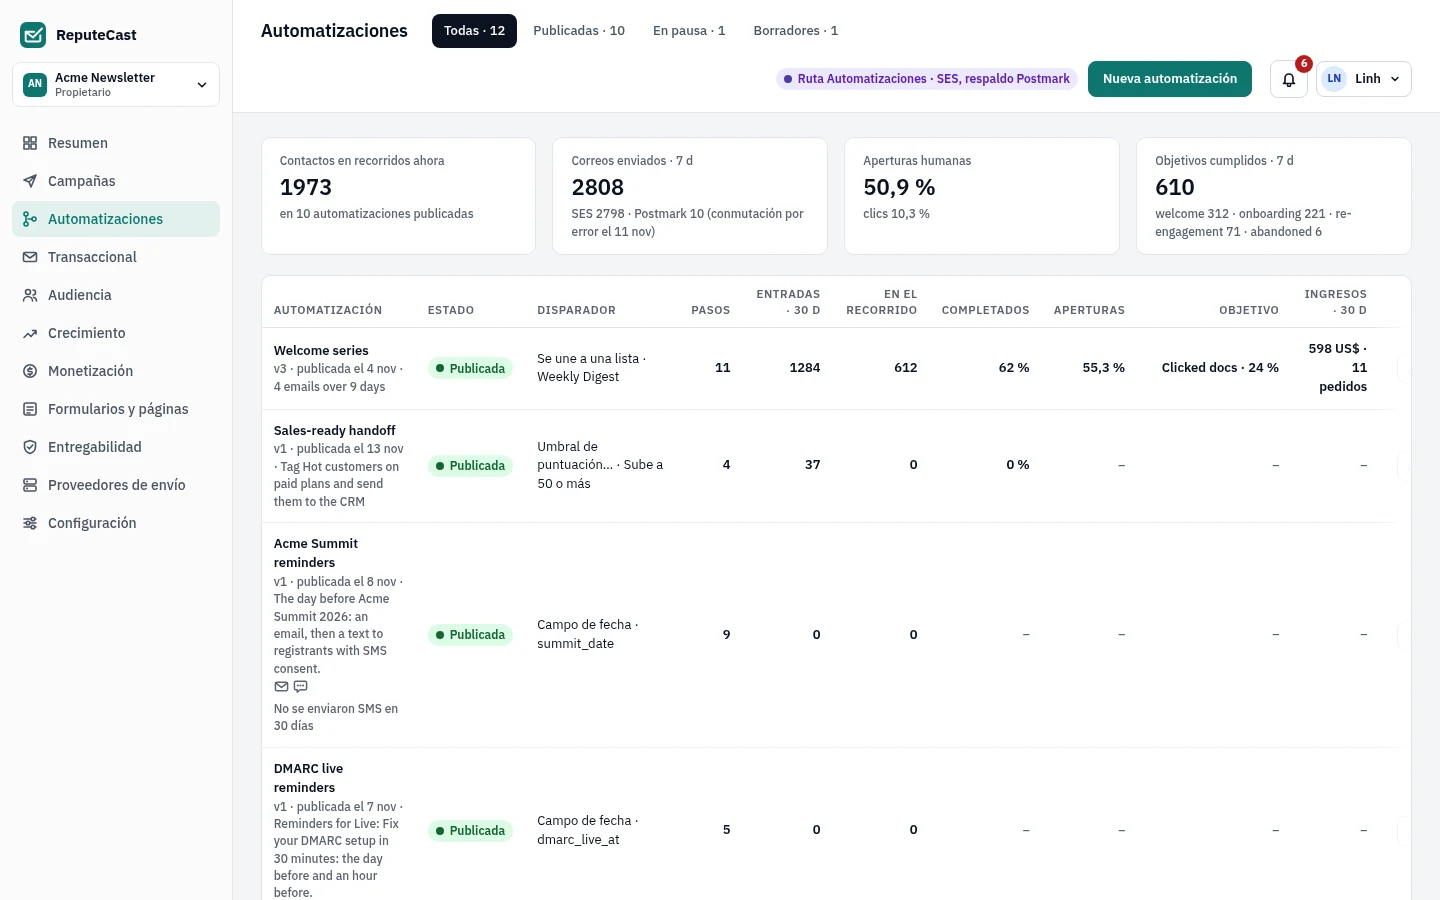 ReputeCast
AN
Acme Newsletter
Propietario
Resumen
Campañas
Automatizaciones
Transaccional
Audiencia
Crecimiento
Monetización
Formularios y páginas
Entregabilidad
Proveedores de envío
Configuración
Automatizaciones
Todas · 12
Publicadas · 10
En pausa · 1
Borradores · 1
Ruta Automatizaciones · SES, respaldo Postmark
Nueva automatización
6
LN
Linh
Contactos en recorridos ahora
1973
en 10 automatizaciones publicadas
Correos enviados · 7 d
2808
SES 2798 · Postmark 10 (conmutación por
error el 11 nov)
Aperturas humanas
50,9 %
clics 10,3 %
Objetivos cumplidos · 7 d
610
welcome 312 · onboarding 221 · re-
engagement 71 · abandoned 6
AUTOMATIZACIÓN
ESTADO
DISPARADOR
PASOS
ENTRADAS
· 30 D
EN EL
RECORRIDO
COMPLETADOS
APERTURAS
OBJETIVO
INGRESOS
· 30 D
Welcome series
v3 · publicada el 4 nov ·
4 emails over 9 days
Publicada
Se une a una lista ·
Weekly Digest
11
1284
612
62 %
55,3 %
Clicked docs · 24 %
598 US$ ·
11
pedidos
Sales-ready handoff
v1 · publicada el 13 nov
· Tag Hot customers on
paid plans and send
them to the CRM
Publicada
Umbral de
puntuación... · Sube a
50 o más
4
37
0
0 %
–
–
–
Acme Summit
reminders
v1 · publicada el 8 nov ·
The day before Acme
Summit 2026: an
email, then a text to
registrants with SMS
consent.
No se enviaron SMS en
30 días
Publicada
Campo de fecha ·
summit_date
9
0
0
–
–
–
–
DMARC live
reminders
v1 · publicada el 7 nov ·
Reminders for Live: Fix
your DMARC setup in
30 minutes: the day
before and an hour
before.
Publicada
Campo de fecha ·
dmarc_live_at
5
0
0
–
–
–
–